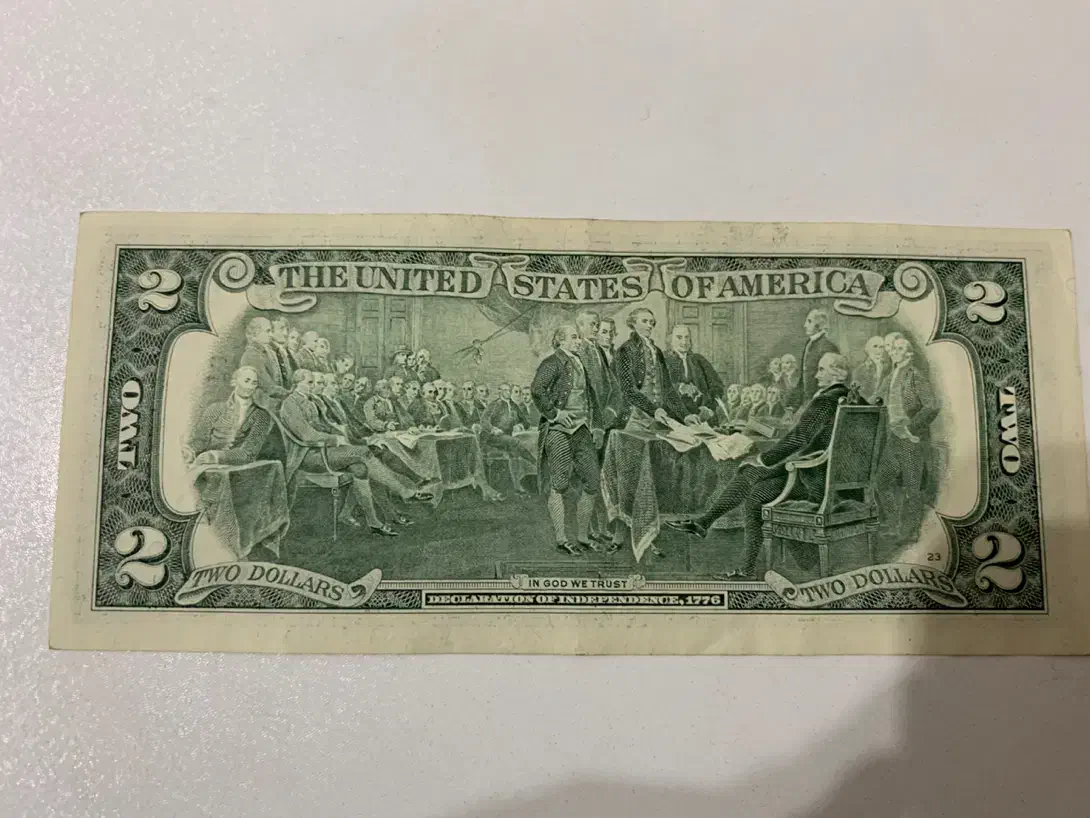 2 THE UNITED STATES OF AMERICA 2
TWO TWO
23
2 TWO DOLLARS IN GOD WE TRUST TWO DOLLARS 2
DECLARATION OF INDEPENDENCE, 1776